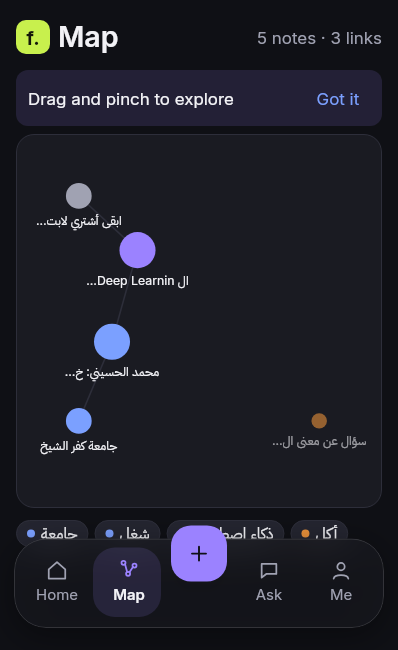 f. Map
5 notes · 3 links
Drag and pinch to explore
Got it
ابقى أشتري لابت...
ال Deep Learnin...
محمد الحسيني: خ...
جامعة كفر الشيخ
سؤال عن معنى ال...
أكل
ذكاء
شغل
جامعة
+
Home
Map
Ask
Me